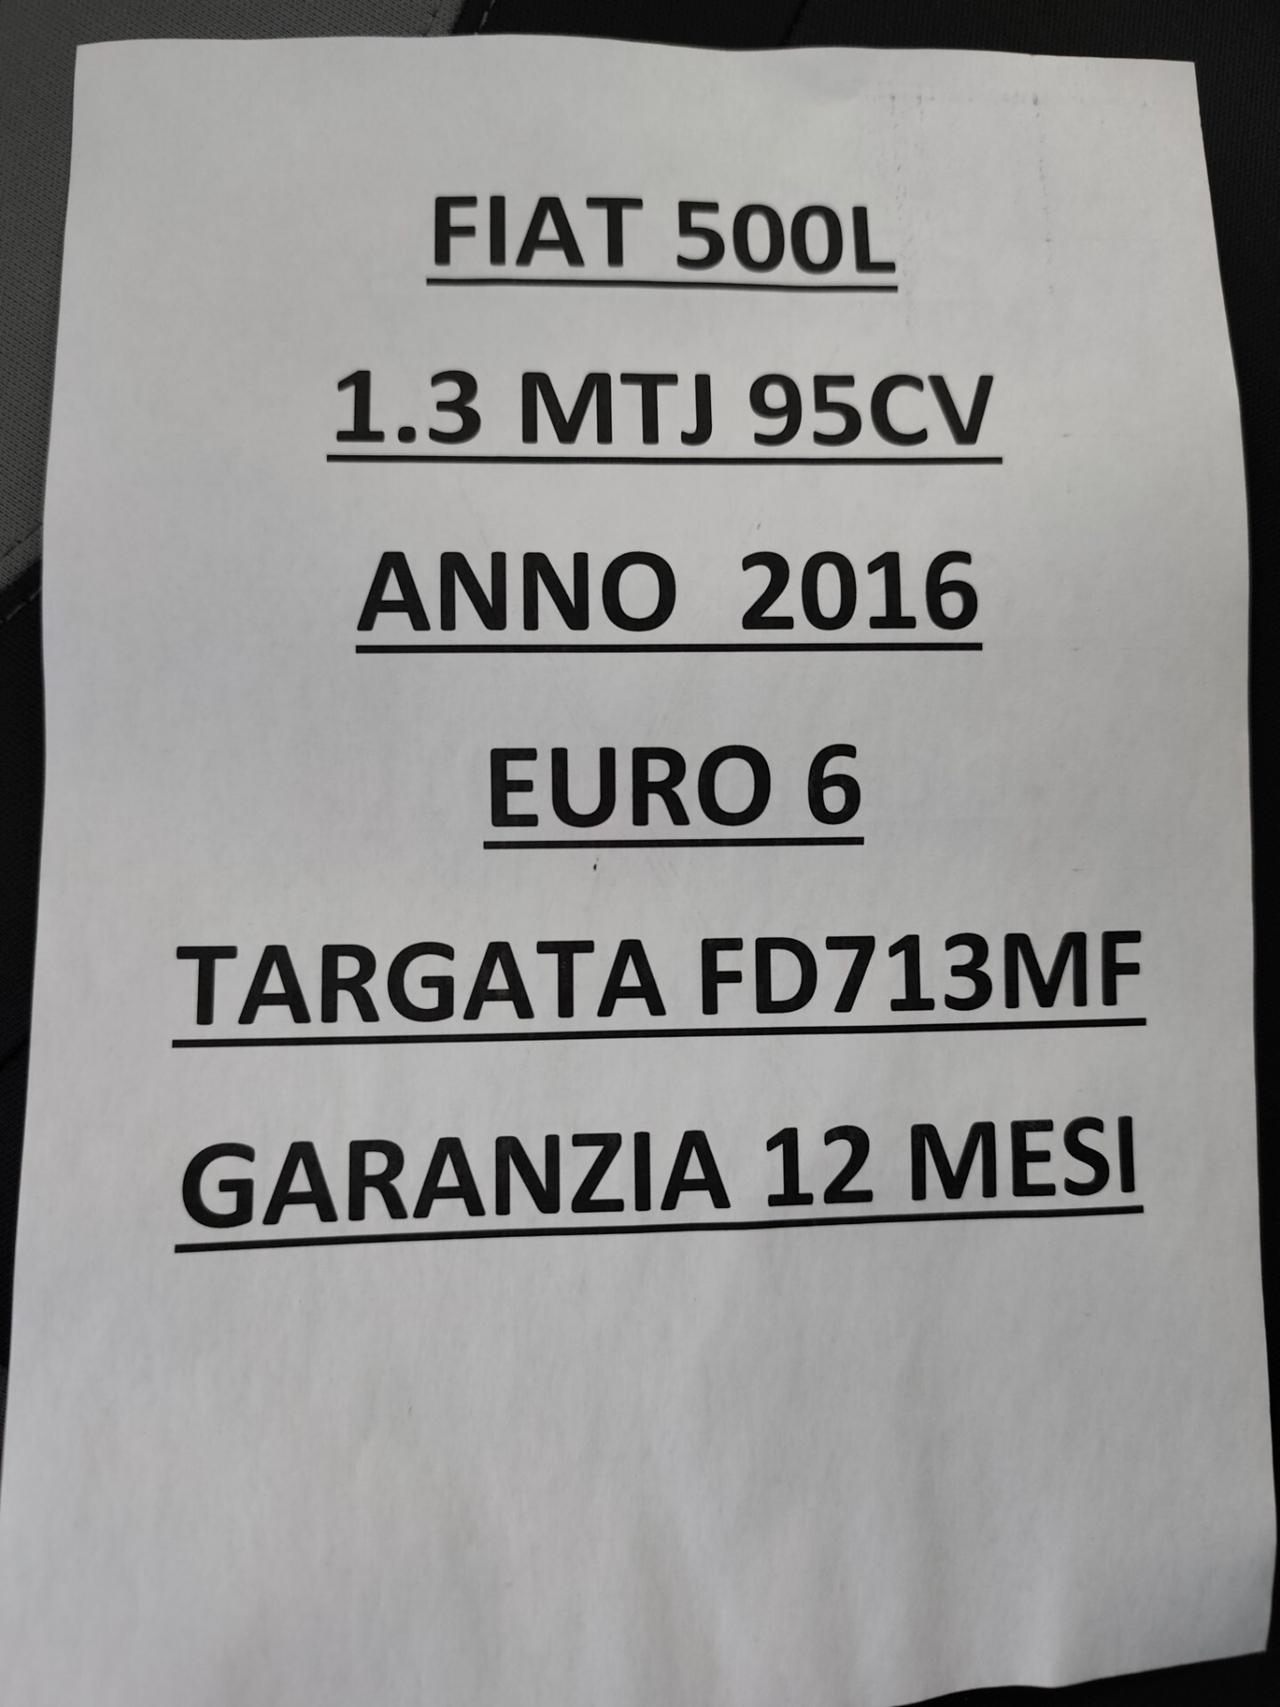 FIAT 500L
1.3 MTJ 95CV
ANNO 2016
EURO 6
TARGATA FD713MF
GARANZIA 12 MESI